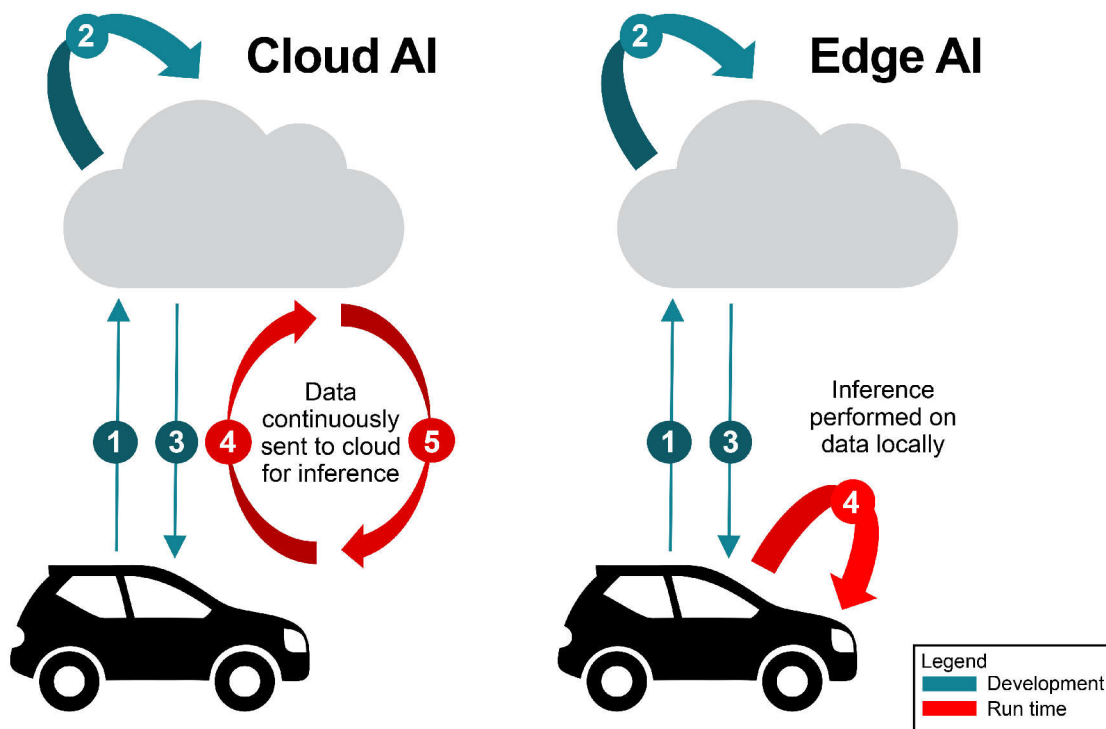 2
Cloud AI
1
3
4
Data
continuously
sent to cloud
for inference
5
2
Edge AI
1
3
Inference
performed on
data locally
4
Legend
Development
Run time